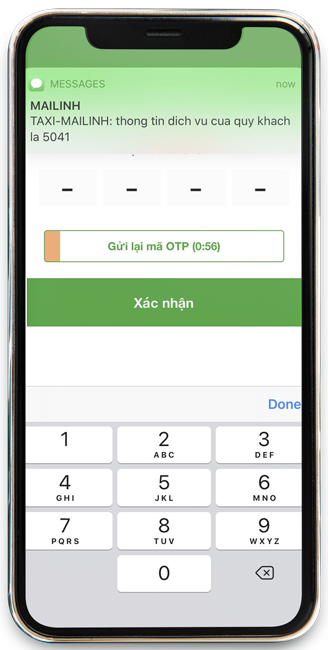 MESSAGES now
MAILINH
TAXI-MAILINH: thong tin dich vu cua quy khach
la 5041
– – – –
Gửi lại mã OTP (0:56)
Xác nhận
Done
1 2 3
ABC DEF
4 5 6
GHI JKL MNO
7 8 9
PQRS TUV WXYZ
0